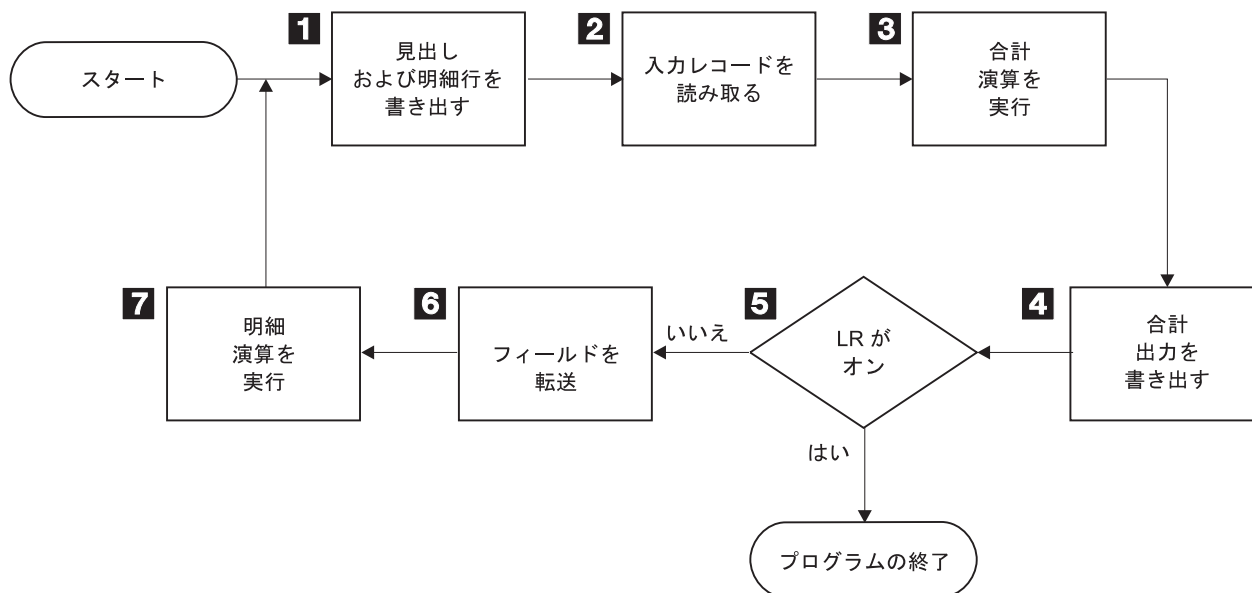 スタート
1
見出し
および明細行を
書き出す
2
入力レコードを
読み取る
3
合計
演算を
実行
4
合計
出力を
書き出す
5
LR が
オン
いいえ
はい
6
フィールドを
転送
7
明細
演算を
実行
プログラムの終了